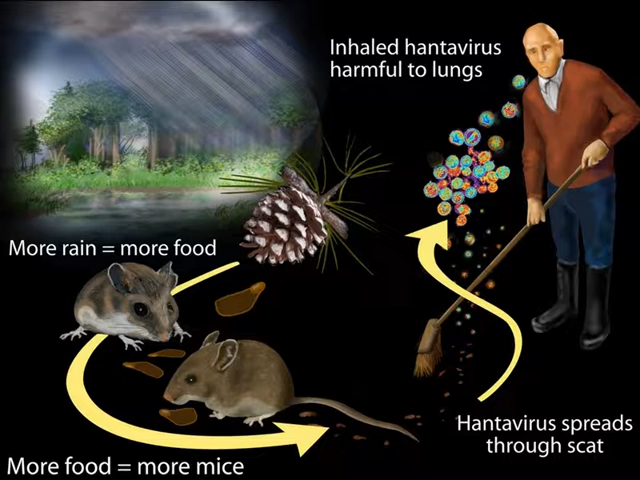 Inhaled hantavirus
harmful to lungs
More rain = more food
More food = more mice
Hantavirus spreads
through scat